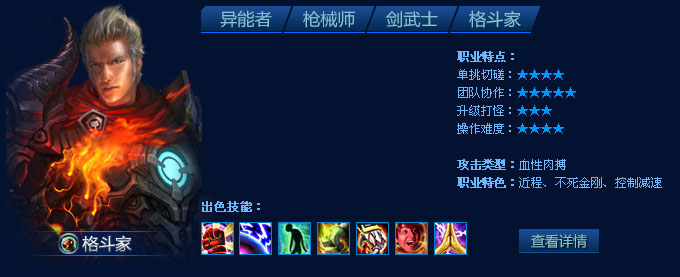 异能者 枪械师 剑武士 格斗家
职业特点：
单挑切磋：★★★★
团队协作：★★★★★
升级打怪：★★★
操作难度：★★★★
攻击类型：血性肉搏
职业特色：近程、不死金刚、控制减速
出色技能：
格斗家
查看详情